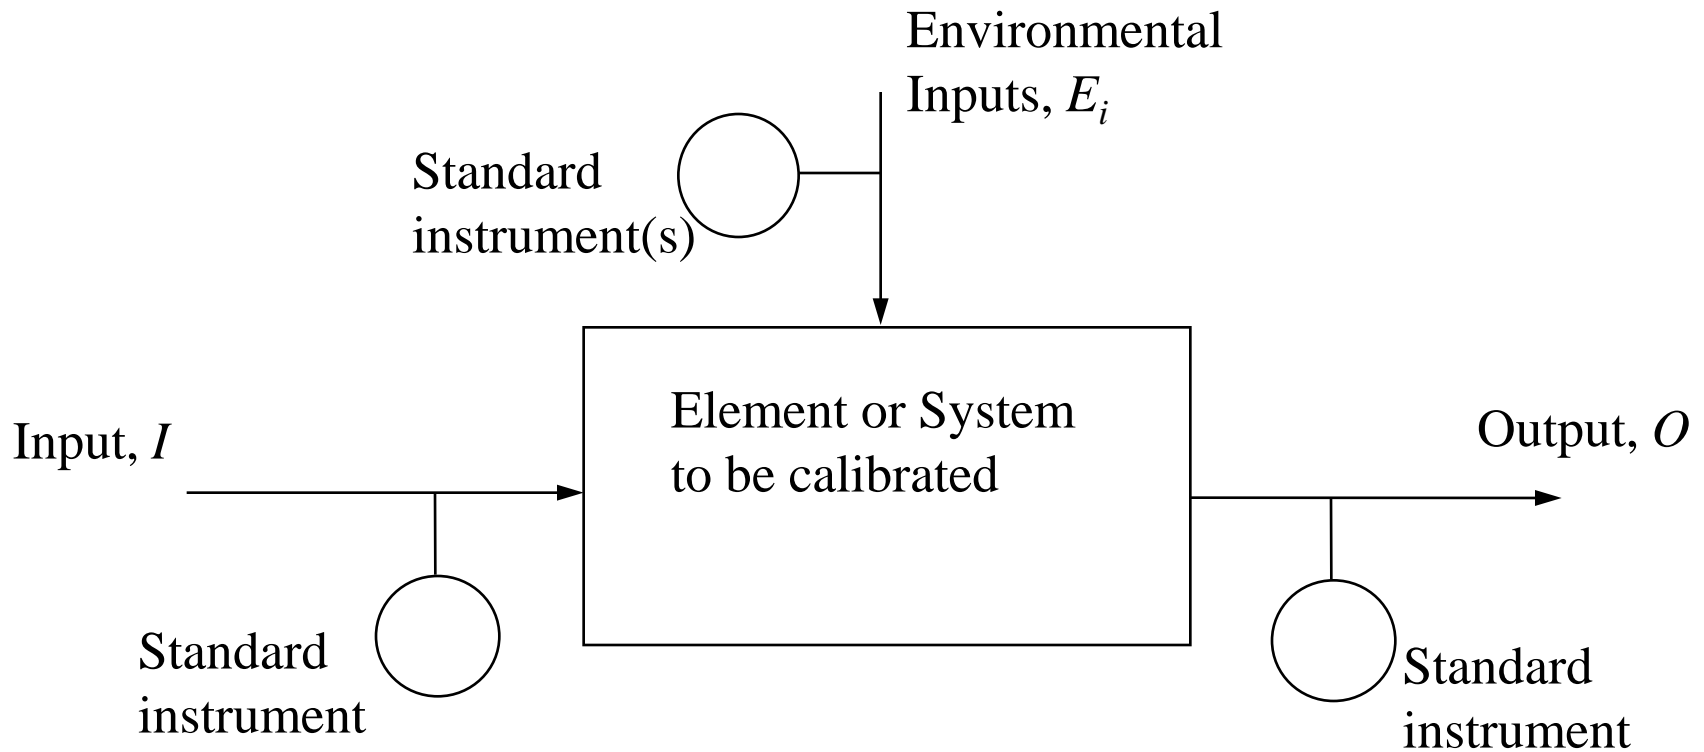 Environmental
Inputs, E_i
Standard
instrument(s)
Element or System
to be calibrated
Input, I
Output, O
Standard
instrument
Standard
instrument